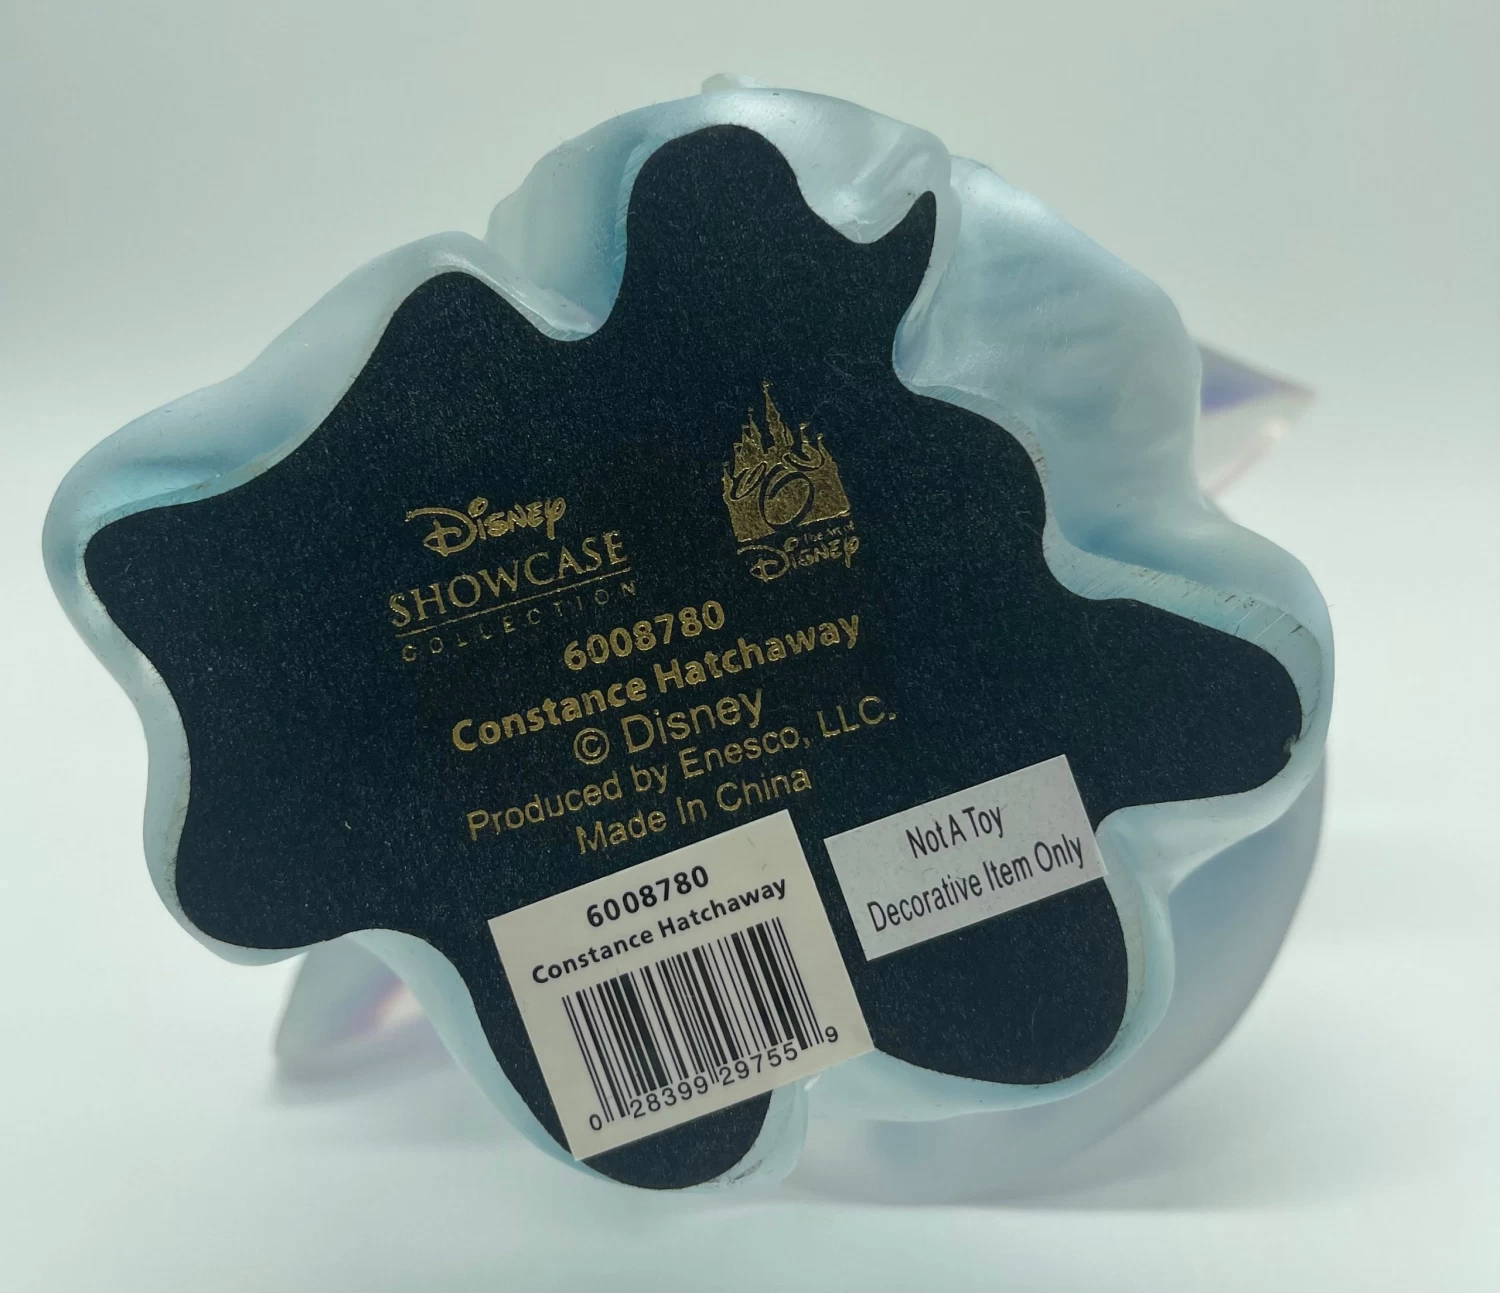 Disney
SHOWCASE
COLLECTION
The Art of
Disney
6008780
Constance Hatchaway
© Disney
Produced by Enesco, LLC.
Made In China
6008780
Constance Hatchaway
0 28399 29755 9
Not A Toy
Decorative Item Only